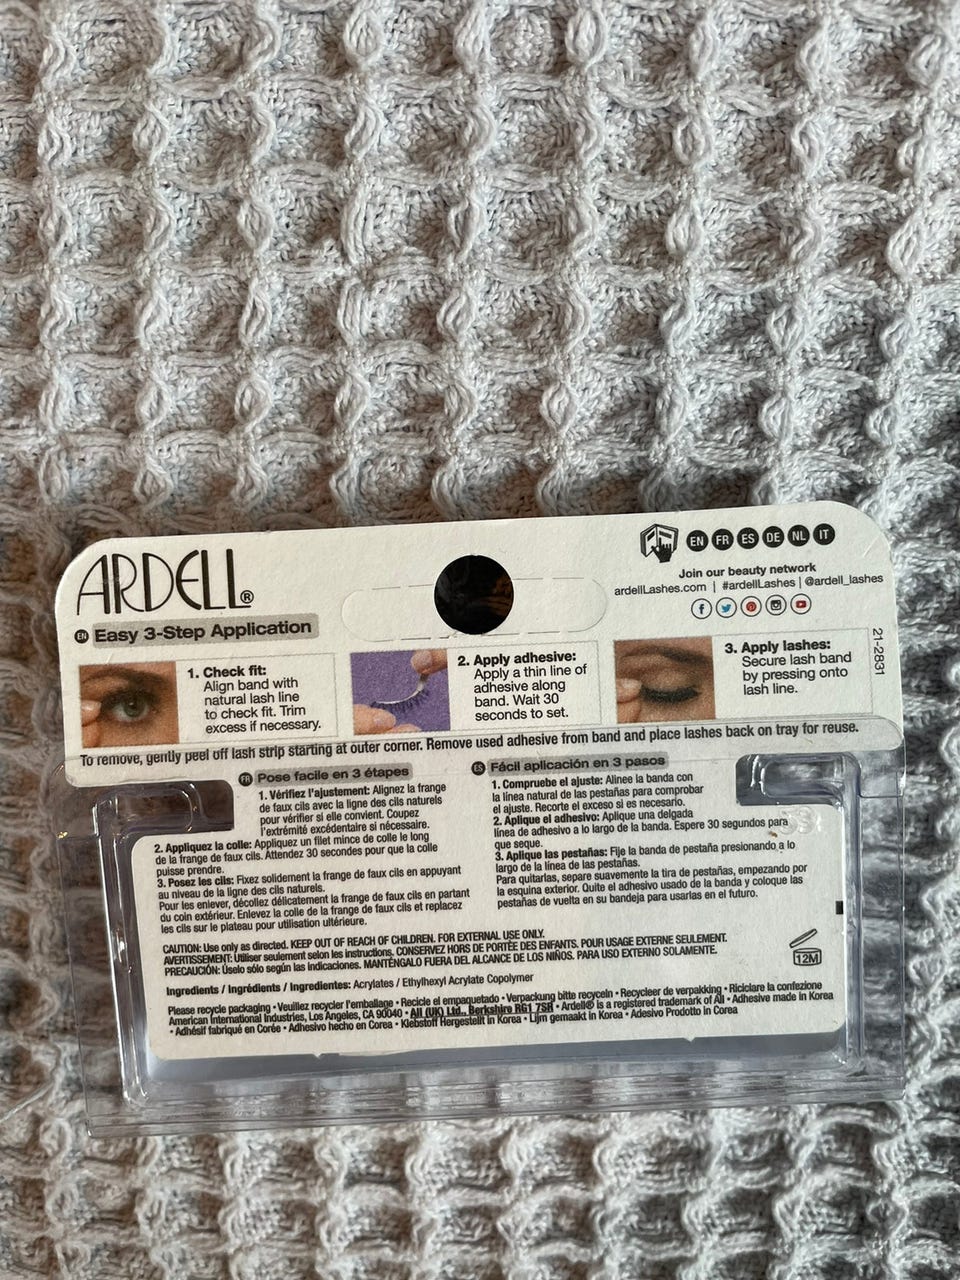 ARDELL®
EN FR ES DE NL IT
Join our beauty network
ardellLashes.com | #ardellLashes | @ardell_lashes
EN Easy 3-Step Application
1. Check fit:
Align band with
natural lash line
to check fit. Trim
excess if necessary.
2. Apply adhesive:
Apply a thin line of
adhesive along
band. Wait 30
seconds to set.
3. Apply lashes:
Secure lash band
by pressing onto
lash line.
21-2831
To remove, gently peel off lash strip starting at outer corner. Remove used adhesive from band and place lashes back on tray for reuse.
FR Pose facile en 3 étapes
1. Vérifiez l'ajustement: Alignez la frange
de faux cils avec la ligne des cils naturels
pour vérifier si elle convient. Coupez
l'extrémité excédentaire si nécessaire.
2. Appliquez la colle: Appliquez un filet mince de colle le long
de la frange de faux cils. Attendez 30 secondes pour que la colle
puisse prendre.
3. Posez les cils: Fixez solidement la frange de faux cils en appuyant
au niveau de la ligne des cils naturels.
Pour les enlever, décollez délicatement la frange de faux cils en partant
du coin extérieur. Enlevez la colle de la frange de faux cils et replacez
les cils sur le plateau pour utilisation ultérieure.
ES Fácil aplicación en 3 pasos
1. Compruebe el ajuste: Alinee la banda con
la línea natural de las pestañas para comprobar
el ajuste. Recorte el exceso si es necesario.
2. Aplique el adhesivo: Aplique una delgada
línea de adhesivo a lo largo de la banda. Espere 30 segundos para
que seque.
3. Aplique las pestañas: Fije la banda de pestaña presionando a lo
largo de la línea de las pestañas.
Para quitarlas, separe suavemente la tira de pestañas, empezando por
la esquina exterior. Quite el adhesivo usado de la banda y coloque las
pestañas de vuelta en su bandeja para usarlas en el futuro.
CAUTION: Use only as directed. KEEP OUT OF REACH OF CHILDREN. FOR EXTERNAL USE ONLY.
AVERTISSEMENT: Utiliser seulement selon les instructions. CONSERVEZ HORS DE PORTÉE DES ENFANTS. POUR USAGE EXTERNE SEULEMENT.
PRECAUCIÓN: Úselo sólo según las indicaciones. MANTÉNGALO FUERA DEL ALCANCE DE LOS NIÑOS. PARA USO EXTERNO SOLAMENTE.
12M
Ingredients / Ingrédients / Ingredientes: Acrylates / Ethylhexyl Acrylate Copolymer
Please recycle packaging • Veuillez recycler l'emballage • Recicle el empaquetado • Verpackung bitte recyceln • Recycleer de verpakking • Riciclare la confezione
American International Industries, Los Angeles, CA 90040 • AII (UK) Ltd., Berkshire RG1 7SR • Ardell® is a registered trademark of AII • Adhesive made in Korea
• Adhésif fabriqué en Corée • Adhesivo hecho en Corea • Klebstoff Hergestellt in Korea • Lijm gemaakt in Korea • Adesivo Prodotto in Corea